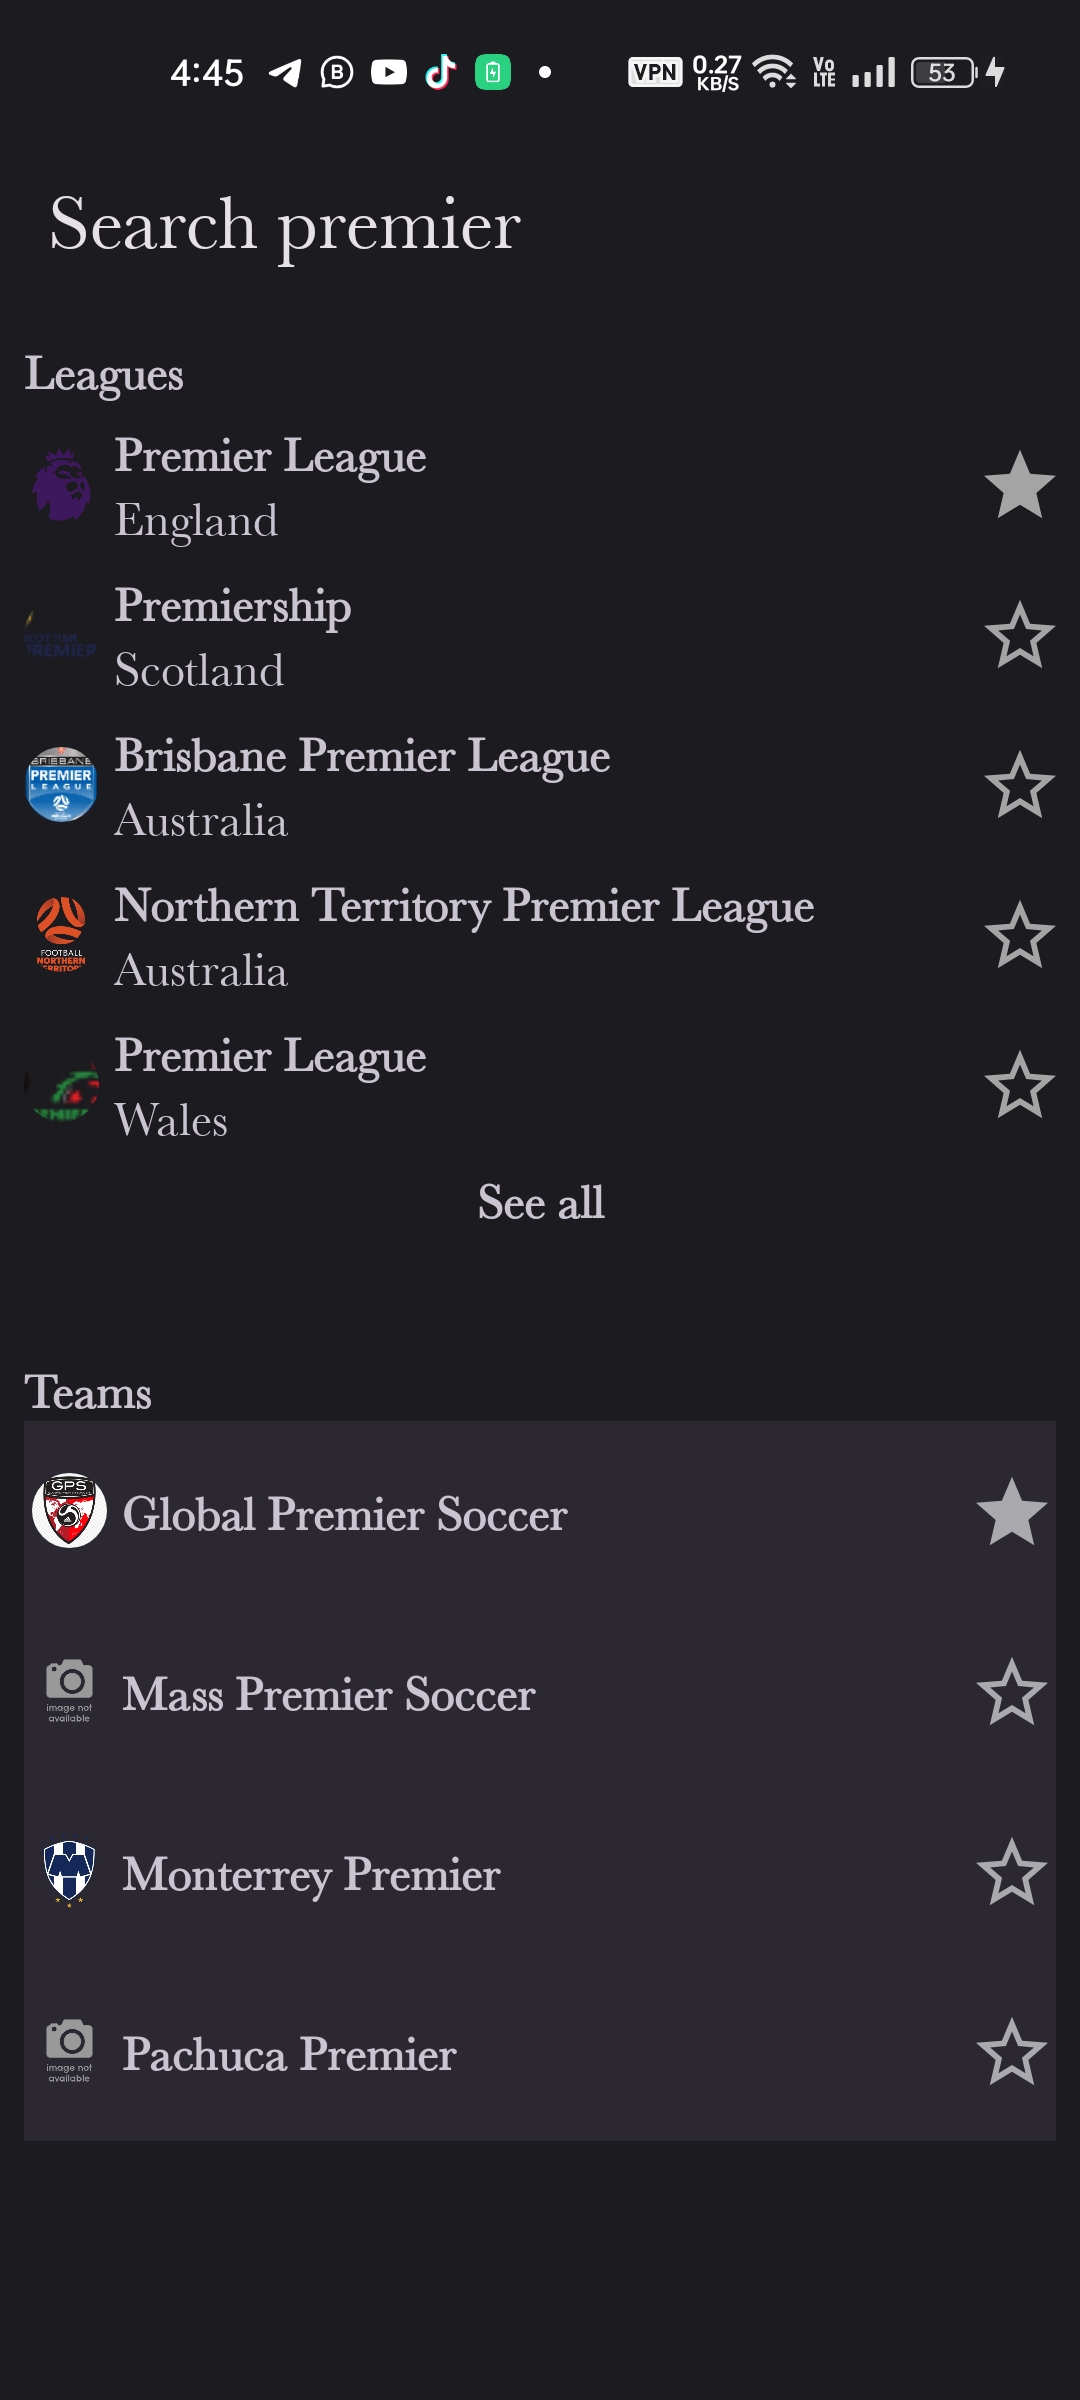 4:45
VPN 0.27 KB/S Vo LTE 53
Search premier
Leagues
Premier League
England
Premiership
Scotland
SCOTTISH
PREMIER
Brisbane Premier League
Australia
BRISBANE
PREMIER
LEAGUE
Northern Territory Premier League
Australia
FOOTBALL
NORTHERN
Premier League
Wales
See all
Teams
GPS
Global Premier Soccer
image not
available
Mass Premier Soccer
Monterrey Premier
image not
available
Pachuca Premier